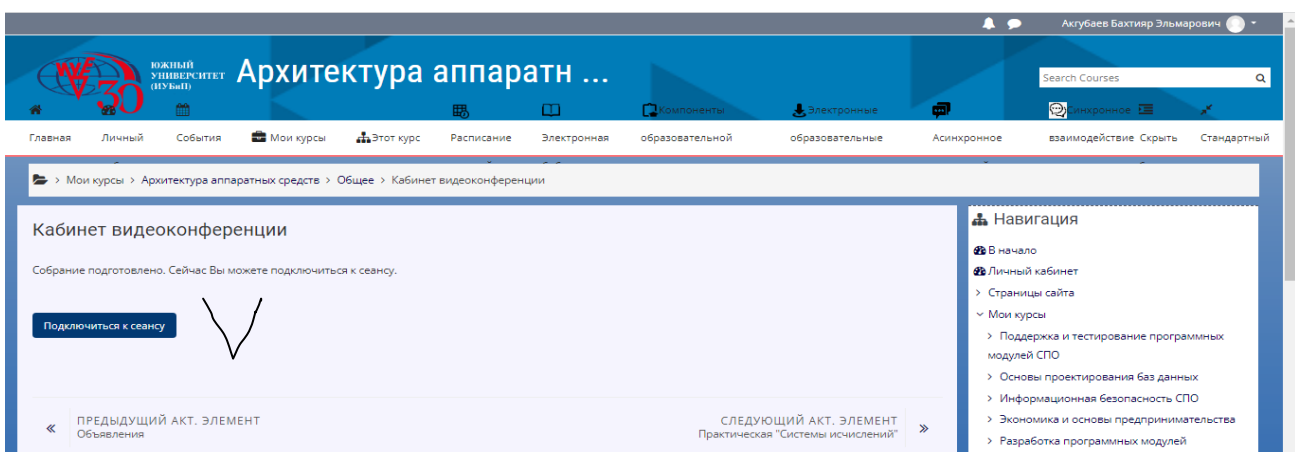 Акгубаев Бахтияр Эльмарович
ЮЖНЫЙ
УНИВЕРСИТЕТ
(ИУБиП)
30
Архитектура аппаратн ...
Search Courses
Компоненты
Электронные
Синхронное
Главная Личный События Мои курсы Этот курс Расписание Электронная образовательной образовательные Асинхронное взаимодействие Скрыть Стандартный
> Мои курсы > Архитектура аппаратных средств > Общее > Кабинет видеоконференции
Кабинет видеоконференции
Собрание подготовлено. Сейчас Вы можете подключиться к сеансу.
Подключиться к сеансу
«
ПРЕДЫДУЩИЙ АКТ. ЭЛЕМЕНТ
Объявления
СЛЕДУЮЩИЙ АКТ. ЭЛЕМЕНТ
Практическая "Системы исчислений"
»
Навигация
В начало
Личный кабинет
> Страницы сайта
Мои курсы
> Поддержка и тестирование программных
модулей СПО
> Основы проектирования баз данных
> Информационная безопасность СПО
> Экономика и основы предпринимательства
> Разработка программных модулей